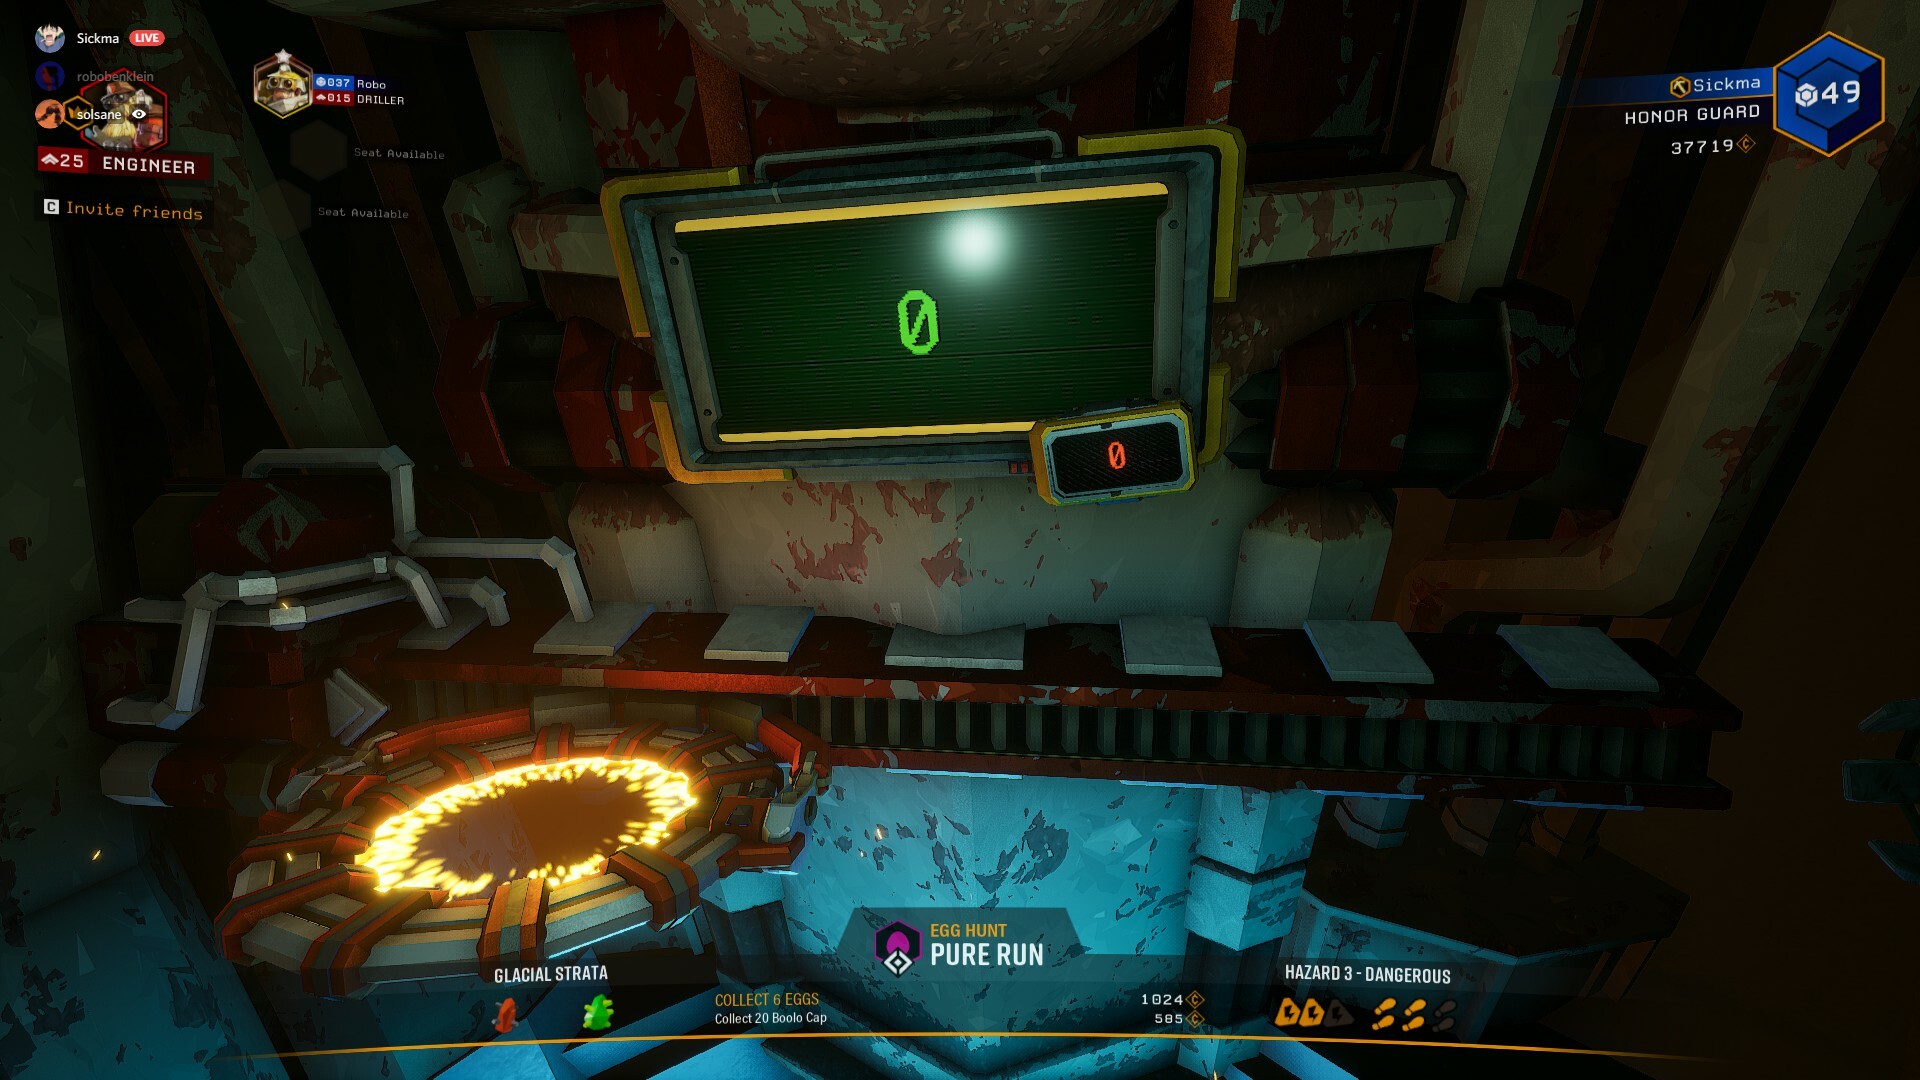 Sickma LIVE
robobenklein
solsane
25 ENGINEER
C Invite friends
037 Robo
015 DRILLER
Seat Available
Seat Available
Sickma
HONOR GUARD
37719
49
0
0
EGG HUNT
PURE RUN
GLACIAL STRATA
COLLECT 6 EGGS
Collect 20 Boolo Cap
1024
585
HAZARD 3 - DANGEROUS